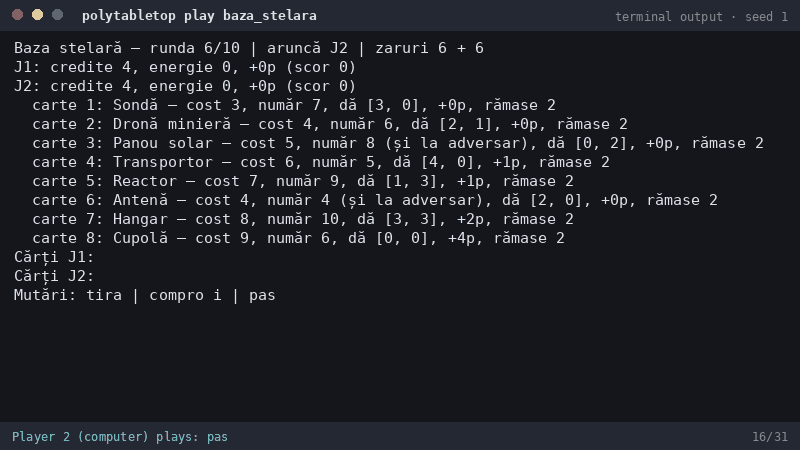 polytabletop play baza_stelara
terminal output · seed 1
Baza stelară — runda 6/10 | aruncă J2 | zaruri 6 + 6
J1: credite 4, energie 0, +0p (scor 0)
J2: credite 4, energie 0, +0p (scor 0)
carte 1: Sondă — cost 3, număr 7, dă [3, 0], +0p, rămase 2
carte 2: Dronă minieră — cost 4, număr 6, dă [2, 1], +0p, rămase 2
carte 3: Panou solar — cost 5, număr 8 (și la adversar), dă [0, 2], +0p, rămase 2
carte 4: Transportor — cost 6, număr 5, dă [4, 0], +1p, rămase 2
carte 5: Reactor — cost 7, număr 9, dă [1, 3], +1p, rămase 2
carte 6: Antenă — cost 4, număr 4 (și la adversar), dă [2, 0], +0p, rămase 2
carte 7: Hangar — cost 8, număr 10, dă [3, 3], +2p, rămase 2
carte 8: Cupolă — cost 9, număr 6, dă [0, 0], +4p, rămase 2
Cărți J1:
Cărți J2:
Mutări: tira | compro i | pas
Player 2 (computer) plays: pas
16/31